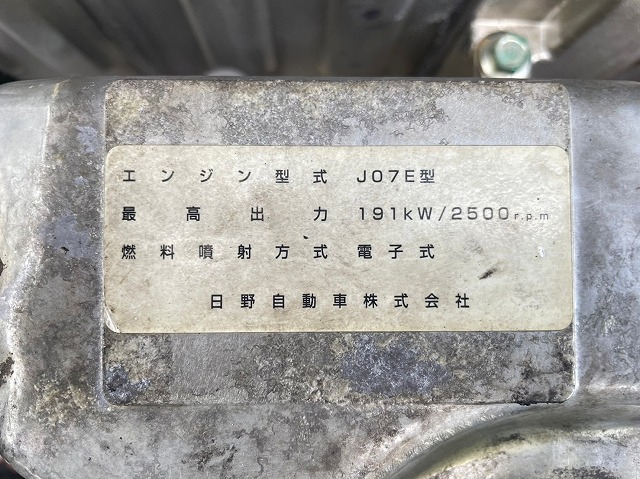 エンジン型式 J07E型
最高出力 191kW/2500r.p.m
燃料噴射方式 電子式
日野自動車株式会社